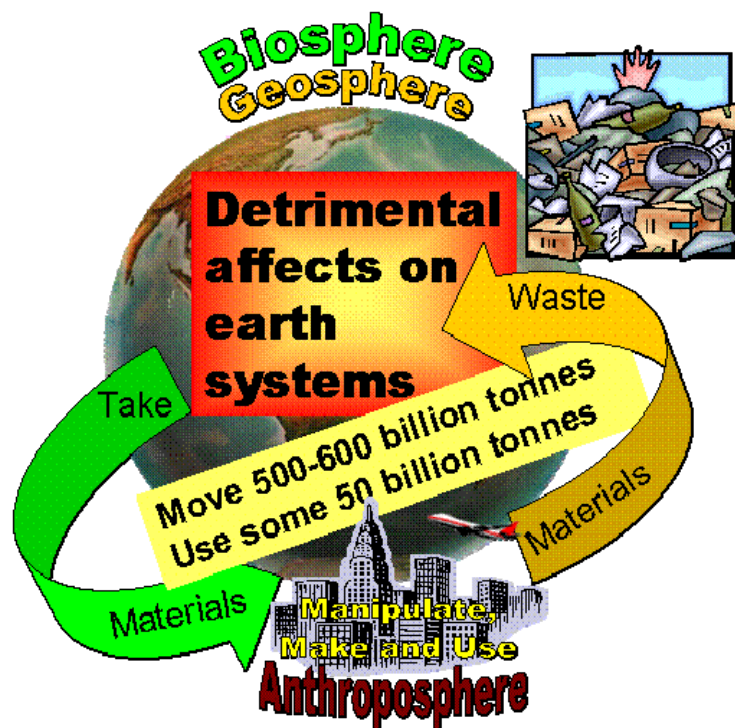 Biosphere
Geosphere
Detrimental
affects on
earth
systems
Waste
Take
Move 500-600 billion tonnes
Use some 50 billion tonnes
Materials
Materials
Manipulate,
Make and Use
Anthroposphere